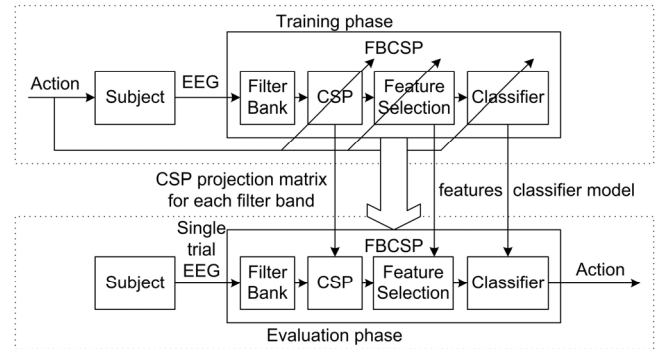 Training phase
FBCSP
Action
Subject
EEG
Filter
Bank
CSP
Feature
Selection
Classifier
CSP projection matrix
for each filter band
features
classifier model
Single
trial
EEG
FBCSP
Subject
Filter
Bank
CSP
Feature
Selection
Classifier
Action
Evaluation phase